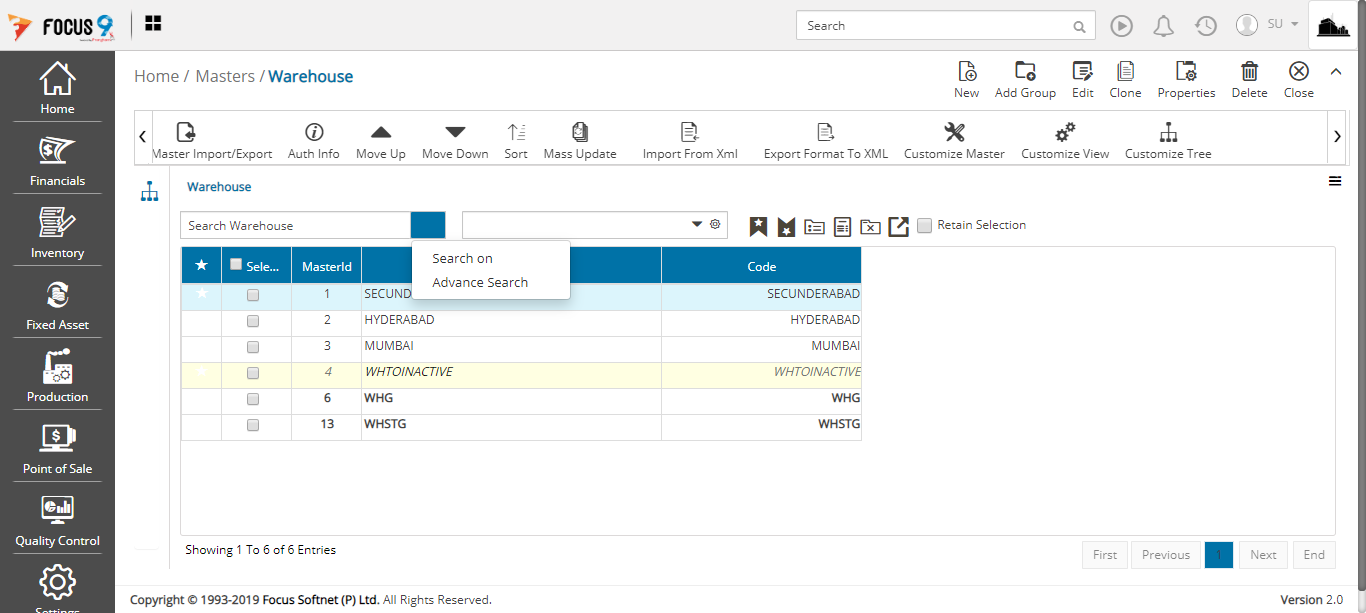 FOCUS 9
Search
SU
Home / Masters / Warehouse
New Add Group Edit Clone Properties Delete Close
Master Import/Export Auth Info Move Up Move Down Sort Mass Update Import From Xml Export Format To XML Customize Master Customize View Customize Tree
Home
Financials
Inventory
Fixed Asset
Production
Point of Sale
Quality Control
Settings
Warehouse
Search Warehouse
Retain Selection
Search on
Advance Search
Sele... MasterId Code
1 SECUND SECUNDERABAD
2 HYDERABAD HYDERABAD
3 MUMBAI MUMBAI
4 WHTOINACTIVE WHTOINACTIVE
6 WHG WHG
13 WHSTG WHSTG
Showing 1 To 6 of 6 Entries
First Previous 1 Next End
Copyright © 1993-2019 Focus Softnet (P) Ltd. All Rights Reserved.
Version 2.0